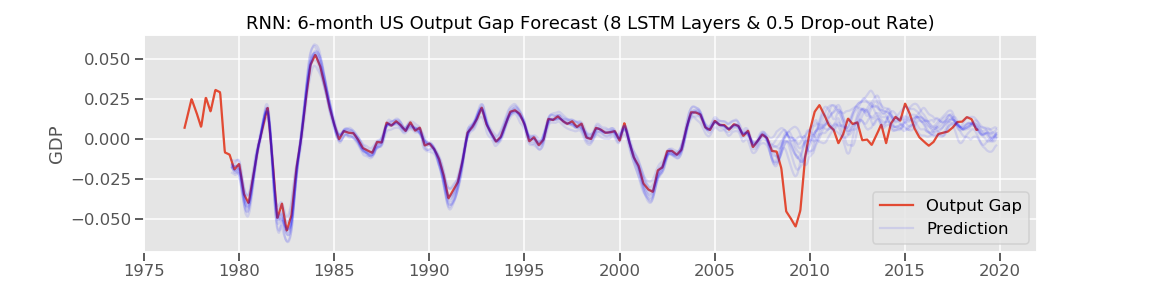 RNN: 6-month US Output Gap Forecast (8 LSTM Layers & 0.5 Drop-out Rate)
GDP
0.050
0.025
0.000
−0.025
−0.050
Output Gap
Prediction
1975 1980 1985 1990 1995 2000 2005 2010 2015 2020